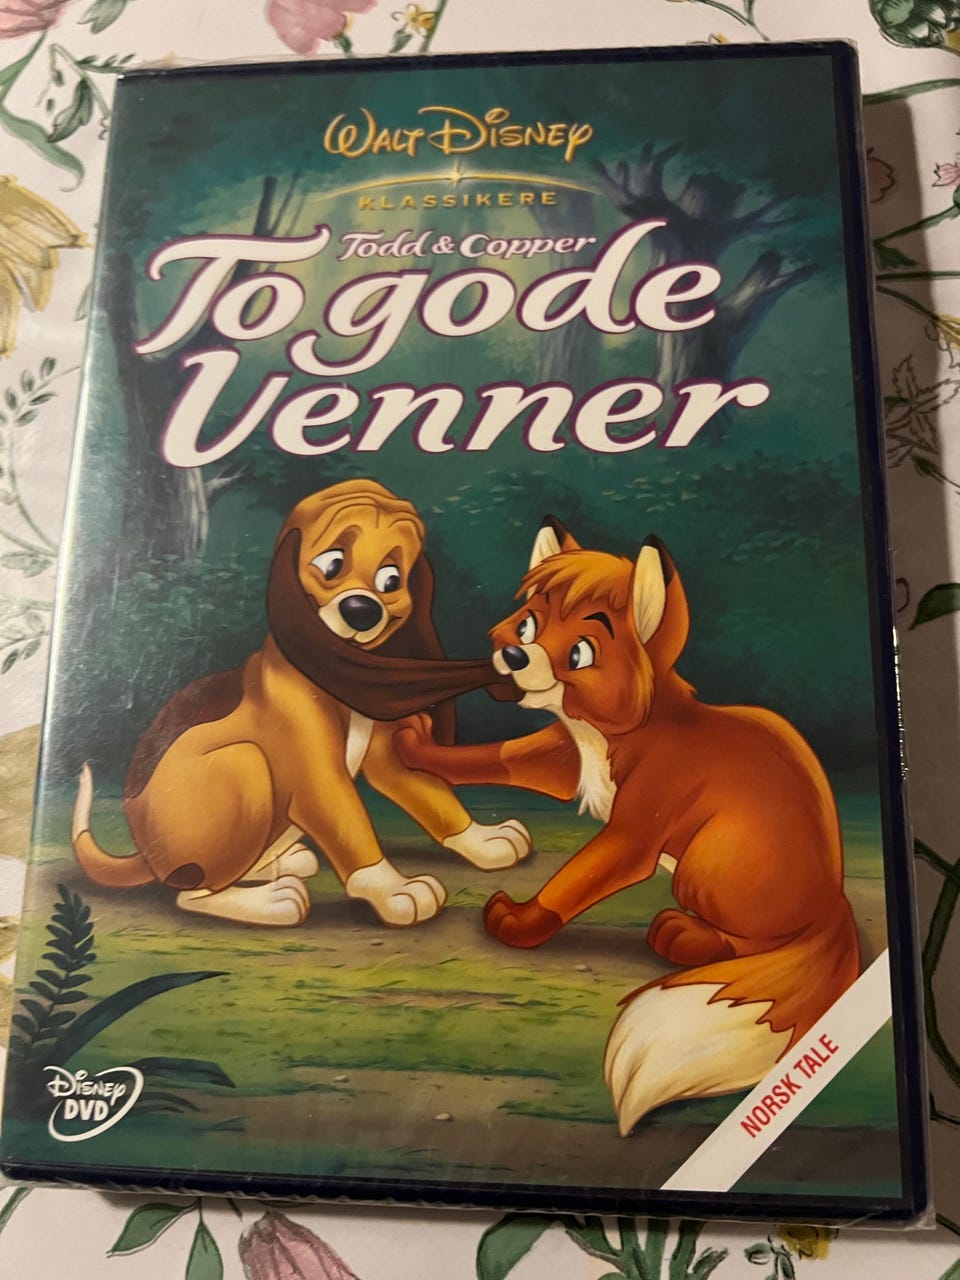 WALT DISNEY
KLASSIKERE
Todd & Copper
To gode
Venner
DISNEY
DVD
NORSK TALE